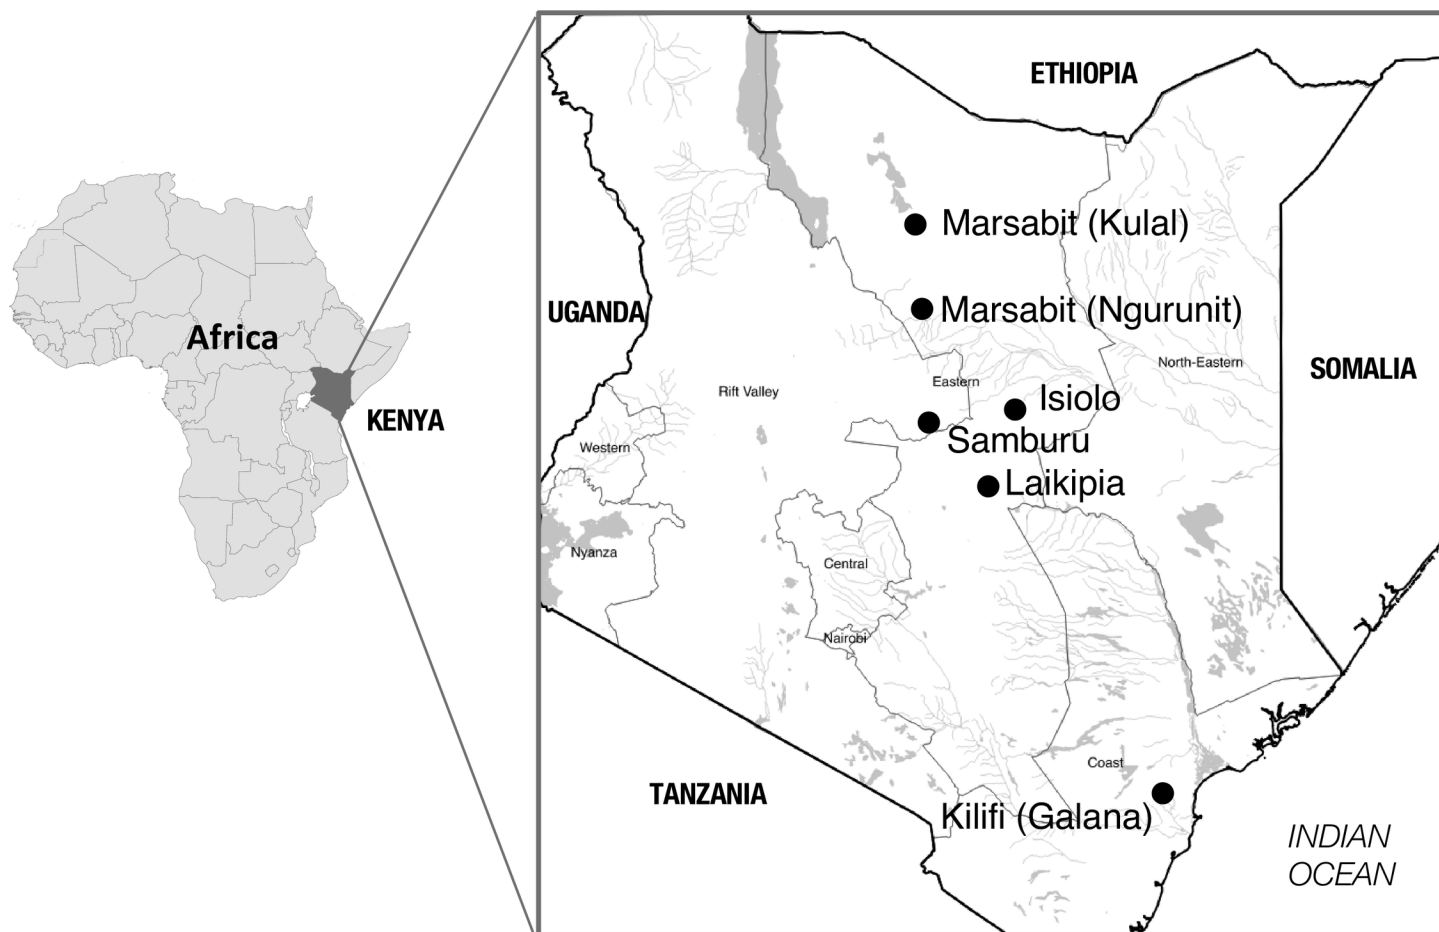 Africa
KENYA
ETHIOPIA
Marsabit (Kulal)
UGANDA
Marsabit (Ngurunit)
North-Eastern
SOMALIA
Rift Valley
Eastern
Isiolo
Samburu
Western
Laikipia
Nyanza
Central
Nairobi
Coast
TANZANIA
Kilifi (Galana)
INDIAN
OCEAN